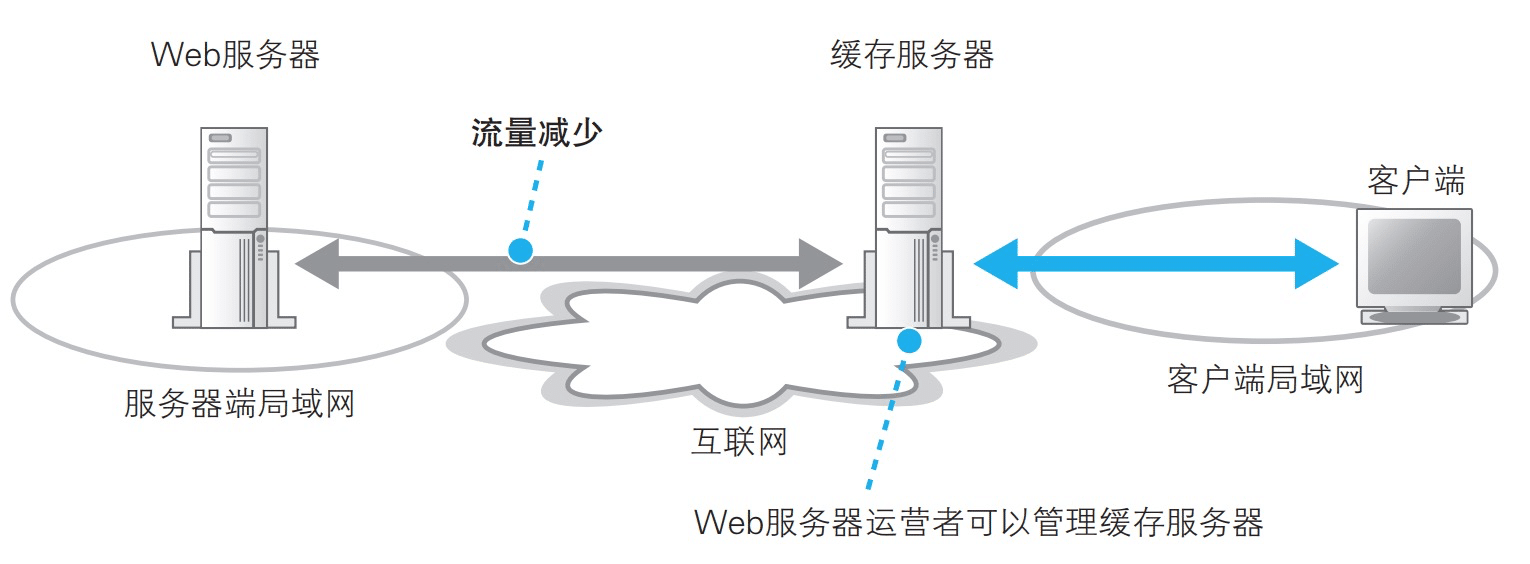 Web服务器
缓存服务器
流量减少
客户端
服务器端局域网
客户端局域网
互联网
Web服务器运营者可以管理缓存服务器